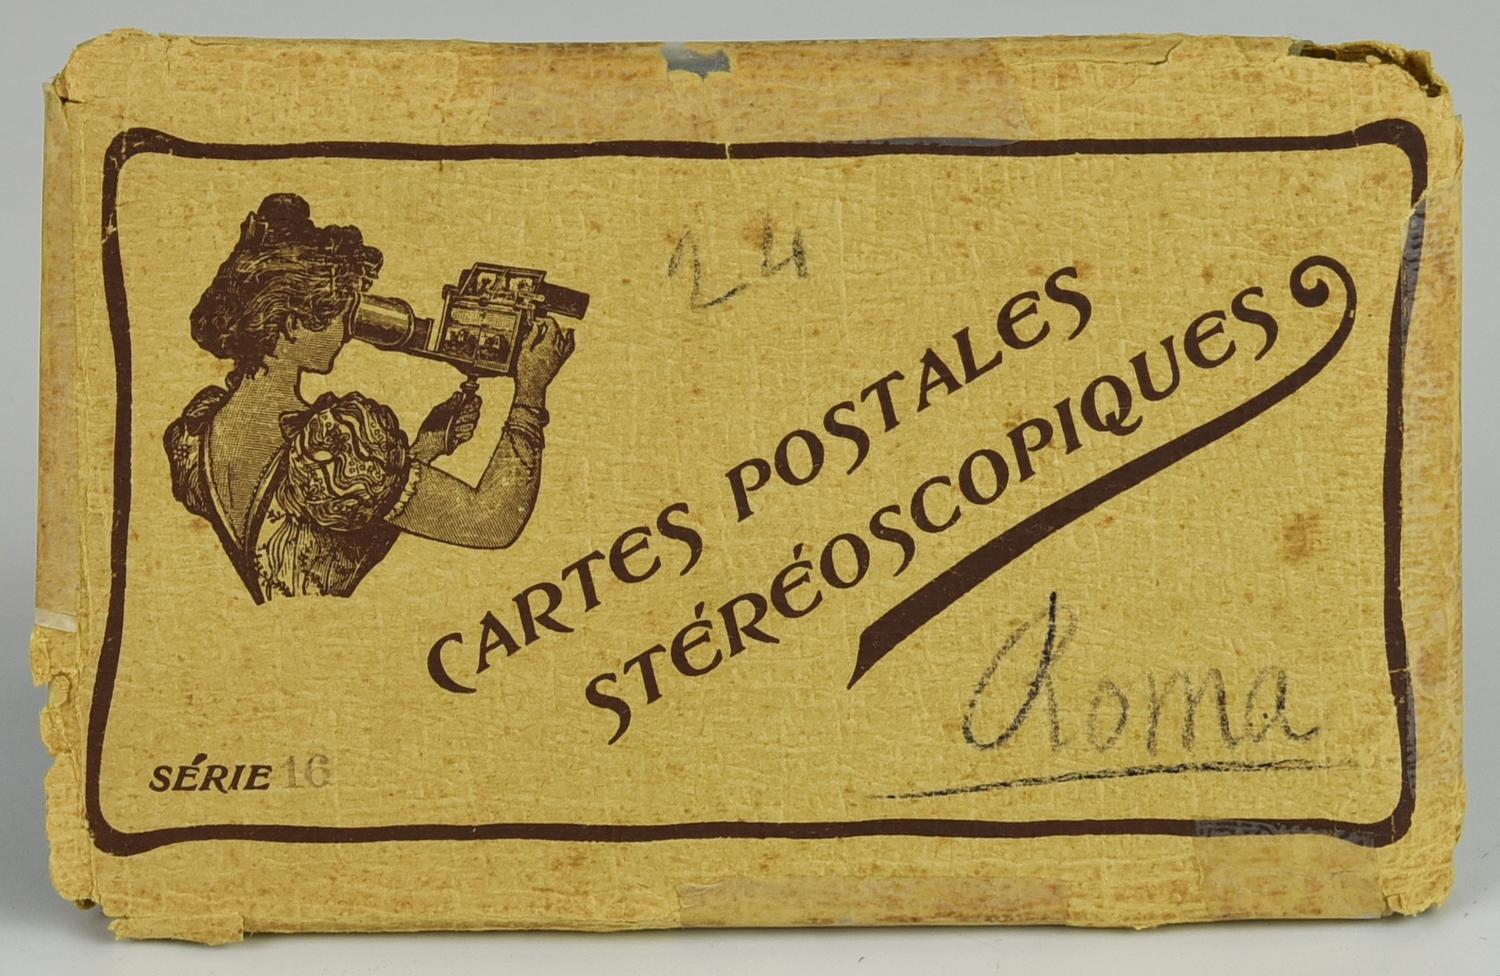 24
CARTES POSTALES
STÉRÉOSCOPIQUES
Roma
SÉRIE 16